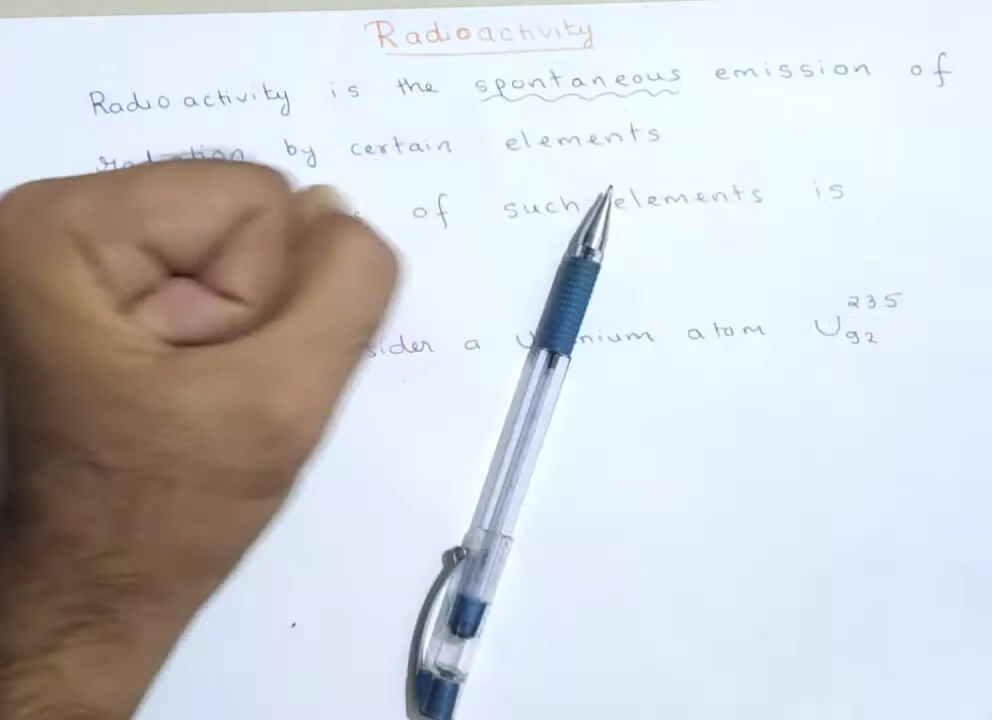 Radioactivity
Radioactivity is the spontaneous emission of
by certain elements
of such elements is
a atom U 235 92